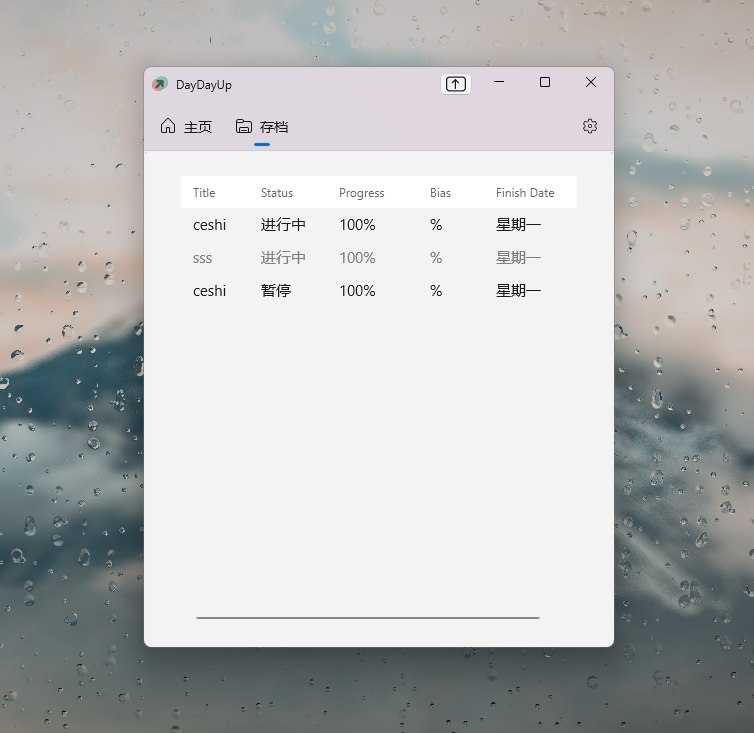 DayDayUp
主页 存档
Title Status Progress Bias Finish Date
ceshi 进行中 100% % 星期一
sss 进行中 100% % 星期一
ceshi 暂停 100% % 星期一